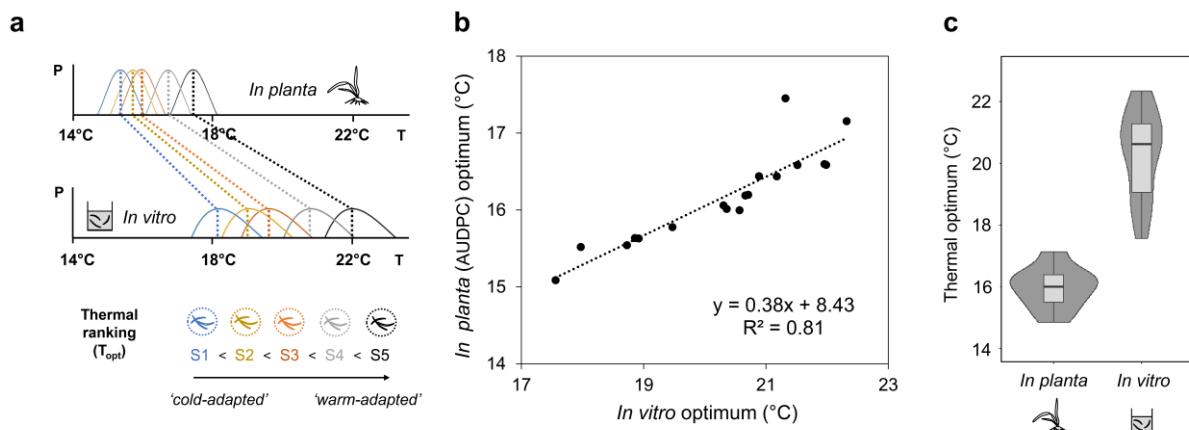 a
P
In planta
14°C 18°C 22°C T
P
In vitro
14°C 18°C 22°C T
Thermal
ranking
(Topt)
S1 < S2 < S3 < S4 < S5
‘cold-adapted’ ‘warm-adapted’
b
In planta (AUDPC) optimum (°C)
18
17
16
15
14
y = 0.38x + 8.43
R² = 0.81
17 19 21 23
In vitro optimum (°C)
c
Thermal optimum (°C)
22
20
18
16
14
In planta In vitro